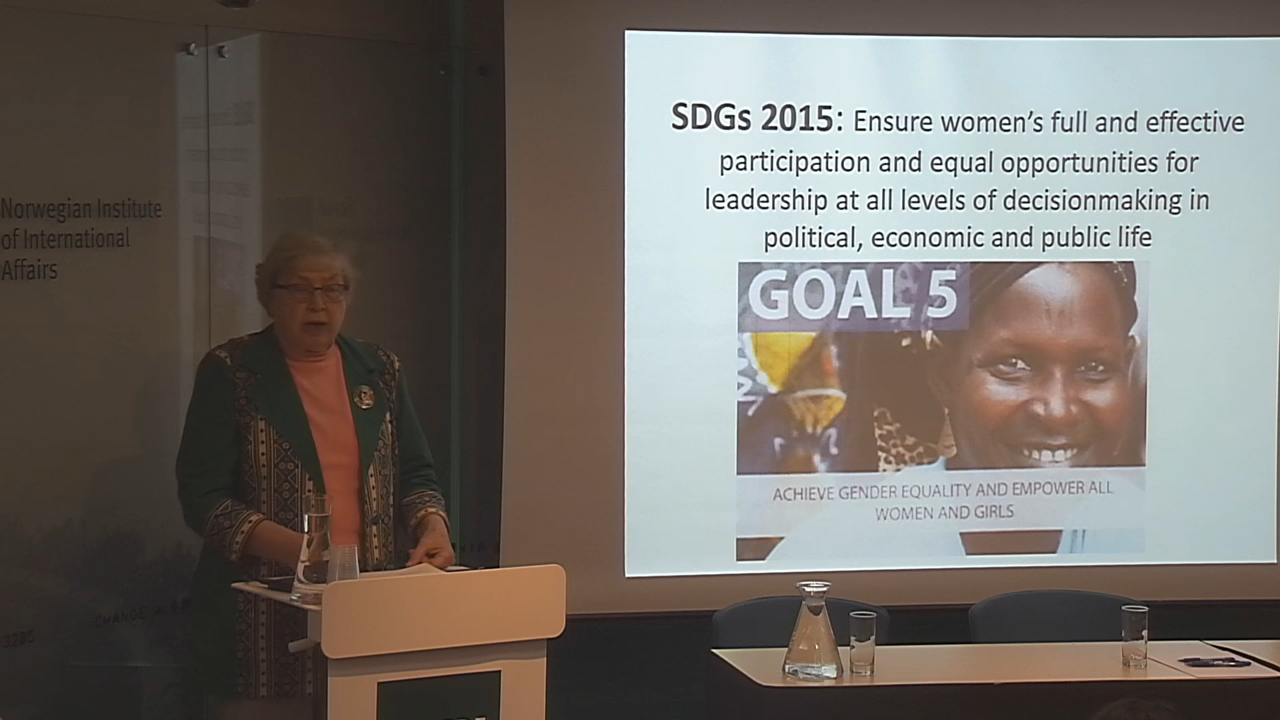 Norwegian Institute
of International
Affairs
SDGs 2015: Ensure women's full and effective
participation and equal opportunities for
leadership at all levels of decisionmaking in
political, economic and public life
GOAL 5
ACHIEVE GENDER EQUALITY AND EMPOWER ALL
WOMEN AND GIRLS
CHANGE